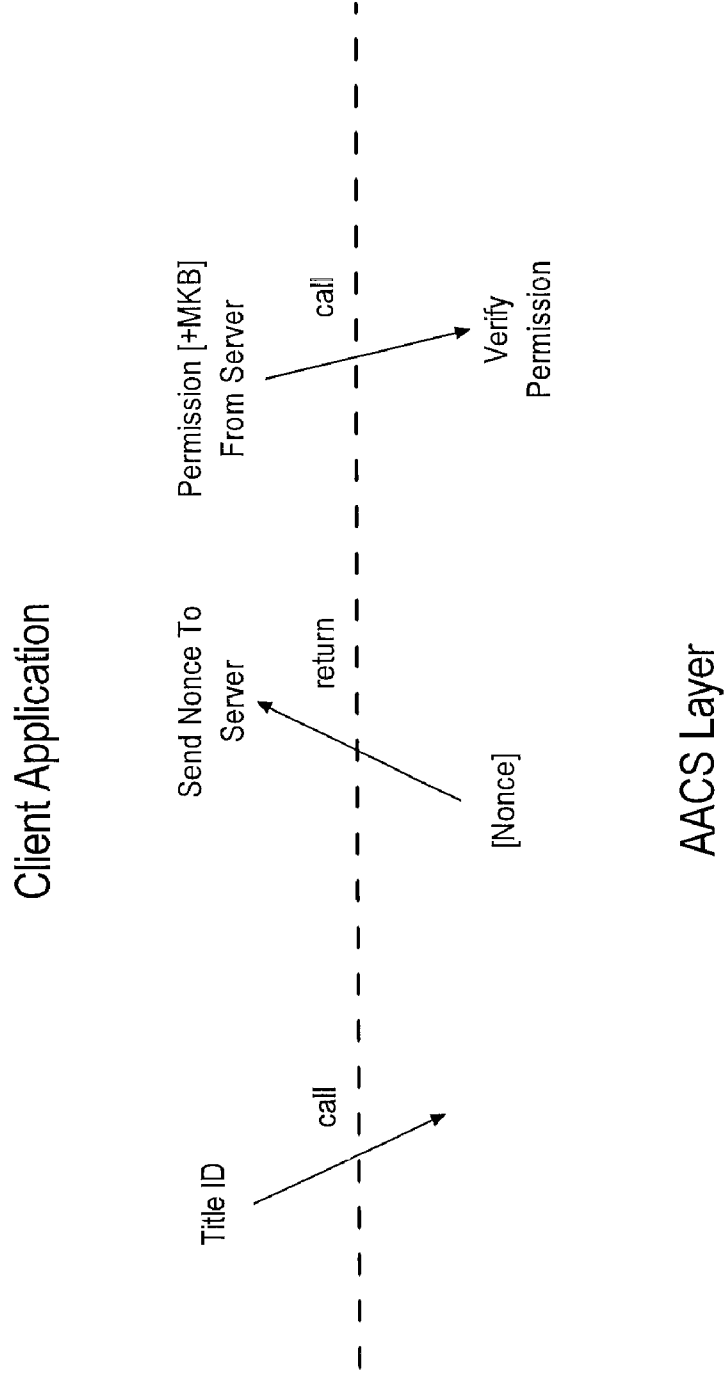 Client Application
Title ID
call
Send Nonce To
Server
return
[Nonce]
Permission [+MKB]
From Server
call
Verify
Permission
AACS Layer